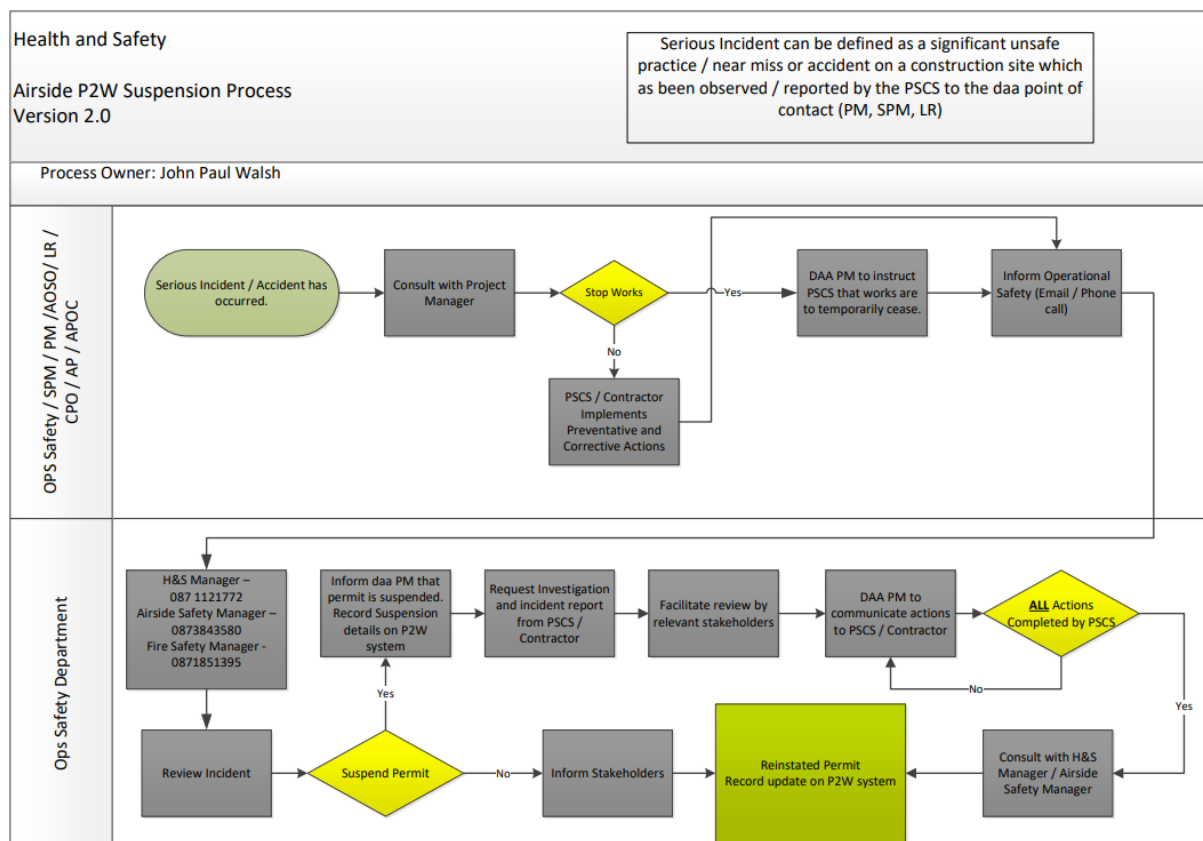 Health and Safety
Airside P2W Suspension Process
Version 2.0
Serious Incident can be defined as a significant unsafe
practice / near miss or accident on a construction site which
as been observed / reported by the PSCS to the daa point of
contact (PM, SPM, LR)
Process Owner: John Paul Walsh
OPS Safety / SPM / PM /AOSO/ LR /
CPO / AP / APOC
Serious Incident / Accident has
occurred.
Consult with Project
Manager
Stop Works
Yes
DAA PM to instruct
PSCS that works are
to temporarily cease.
Inform Operational
Safety (Email / Phone
call)
No
PSCS / Contractor
Implements
Preventative and
Corrective Actions
Ops Safety Department
H&S Manager –
087 1121772
Airside Safety Manager –
0873843580
Fire Safety Manager -
0871851395
Inform daa PM that
permit is suspended.
Record Suspension
details on P2W
system
Request Investigation
and incident report
from PSCS /
Contractor
Facilitate review by
relevant stakeholders
DAA PM to
communicate actions
to PSCS / Contractor
ALL Actions
Completed by PSCS
No
Yes
Yes
Review Incident
Suspend Permit
No
Inform Stakeholders
Reinstated Permit
Record update on P2W system
Consult with H&S
Manager / Airside
Safety Manager